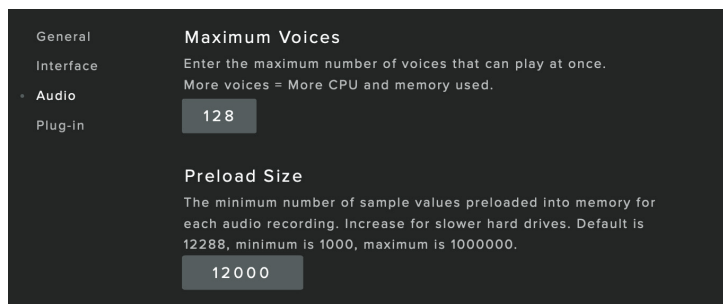 General
Interface
Audio
Plug-in
Maximum Voices
Enter the maximum number of voices that can play at once.
More voices = More CPU and memory used.
128
Preload Size
The minimum number of sample values preloaded into memory for
each audio recording. Increase for slower hard drives. Default is
12288, minimum is 1000, maximum is 1000000.
12000